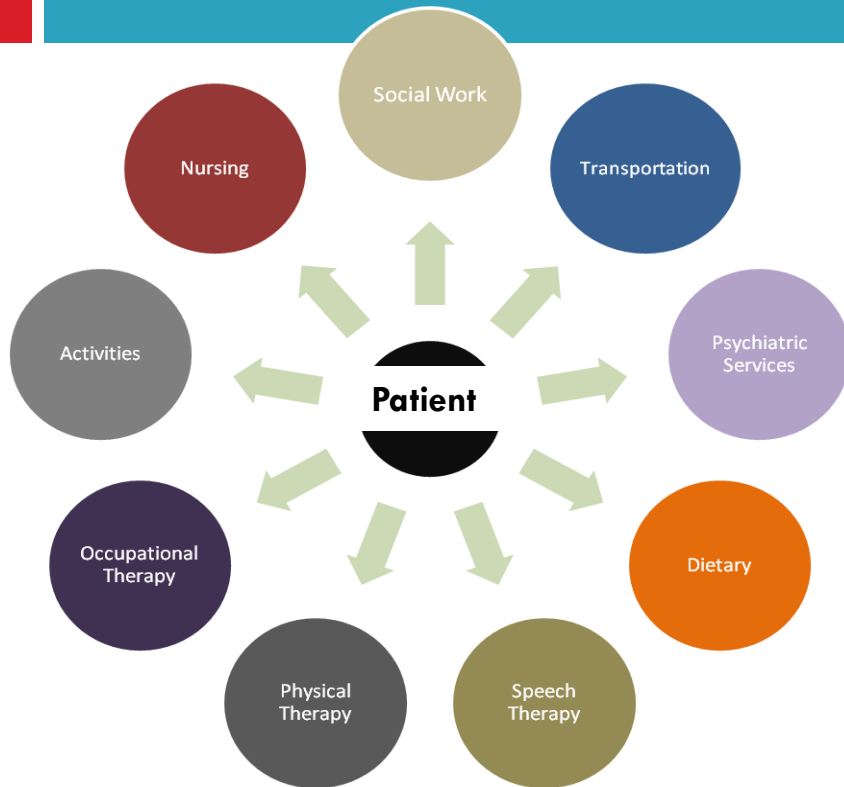 Social Work
Nursing
Transportation
Activities
Psychiatric
Services
Patient
Occupational
Therapy
Dietary
Physical
Therapy
Speech
Therapy